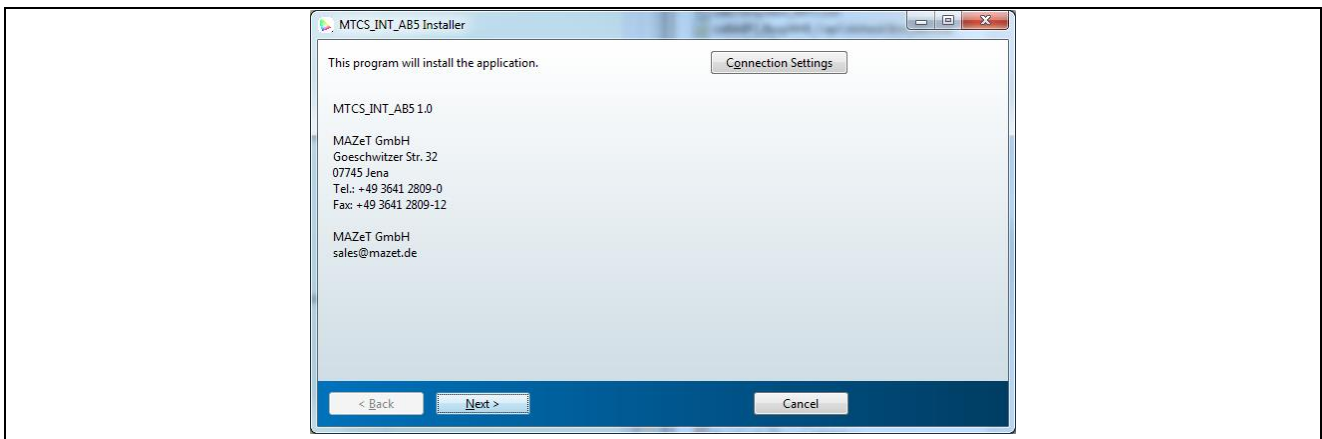 MTCS_INT_AB5 Installer
This program will install the application.
Connection Settings
MTCS_INT_AB5 1.0
MAZeT GmbH
Goeschwitzer Str. 32
07745 Jena
Tel.: +49 3641 2809-0
Fax: +49 3641 2809-12
MAZeT GmbH
sales@mazet.de
< Back
Next >
Cancel